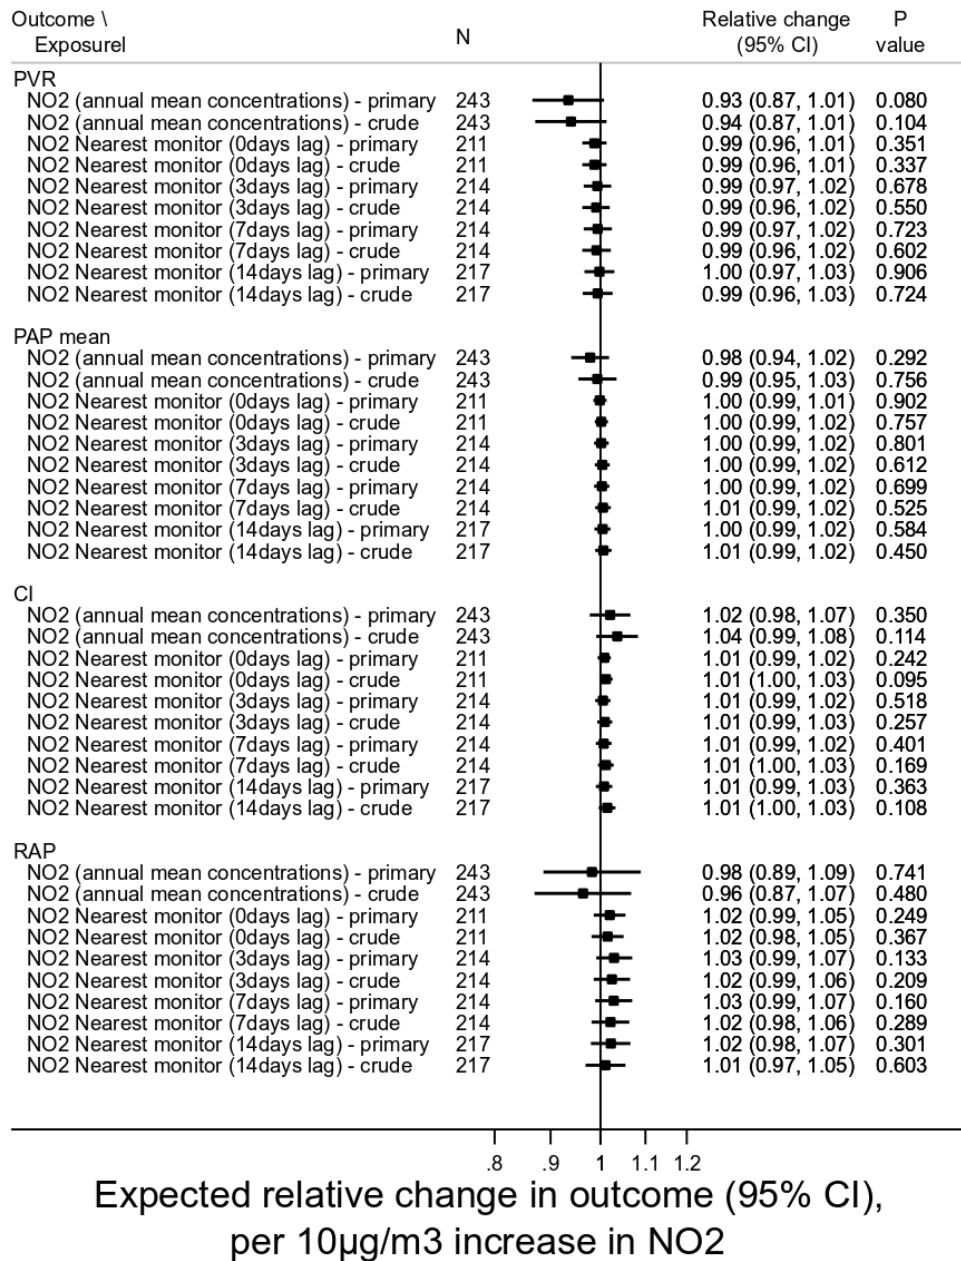 Outcome \ N Relative change P
Exposurel (95% CI) value
PVR
NO2 (annual mean concentrations) - primary 243 0.93 (0.87, 1.01) 0.080
NO2 (annual mean concentrations) - crude 243 0.94 (0.87, 1.01) 0.104
NO2 Nearest monitor (0days lag) - primary 211 0.99 (0.96, 1.01) 0.351
NO2 Nearest monitor (0days lag) - crude 211 0.99 (0.96, 1.01) 0.337
NO2 Nearest monitor (3days lag) - primary 214 0.99 (0.97, 1.02) 0.678
NO2 Nearest monitor (3days lag) - crude 214 0.99 (0.96, 1.02) 0.550
NO2 Nearest monitor (7days lag) - primary 214 0.99 (0.97, 1.02) 0.723
NO2 Nearest monitor (7days lag) - crude 214 0.99 (0.96, 1.02) 0.602
NO2 Nearest monitor (14days lag) - primary 217 1.00 (0.97, 1.03) 0.906
NO2 Nearest monitor (14days lag) - crude 217 0.99 (0.96, 1.03) 0.724
PAP mean
NO2 (annual mean concentrations) - primary 243 0.98 (0.94, 1.02) 0.292
NO2 (annual mean concentrations) - crude 243 0.99 (0.95, 1.03) 0.756
NO2 Nearest monitor (0days lag) - primary 211 1.00 (0.99, 1.01) 0.902
NO2 Nearest monitor (0days lag) - crude 211 1.00 (0.99, 1.02) 0.757
NO2 Nearest monitor (3days lag) - primary 214 1.00 (0.99, 1.02) 0.801
NO2 Nearest monitor (3days lag) - crude 214 1.00 (0.99, 1.02) 0.612
NO2 Nearest monitor (7days lag) - primary 214 1.00 (0.99, 1.02) 0.699
NO2 Nearest monitor (7days lag) - crude 214 1.01 (0.99, 1.02) 0.525
NO2 Nearest monitor (14days lag) - primary 217 1.00 (0.99, 1.02) 0.584
NO2 Nearest monitor (14days lag) - crude 217 1.01 (0.99, 1.02) 0.450
CI
NO2 (annual mean concentrations) - primary 243 1.02 (0.98, 1.07) 0.350
NO2 (annual mean concentrations) - crude 243 1.04 (0.99, 1.08) 0.114
NO2 Nearest monitor (0days lag) - primary 211 1.01 (0.99, 1.02) 0.242
NO2 Nearest monitor (0days lag) - crude 211 1.01 (1.00, 1.03) 0.095
NO2 Nearest monitor (3days lag) - primary 214 1.01 (0.99, 1.02) 0.518
NO2 Nearest monitor (3days lag) - crude 214 1.01 (0.99, 1.03) 0.257
NO2 Nearest monitor (7days lag) - primary 214 1.01 (0.99, 1.02) 0.401
NO2 Nearest monitor (7days lag) - crude 214 1.01 (1.00, 1.03) 0.169
NO2 Nearest monitor (14days lag) - primary 217 1.01 (0.99, 1.03) 0.363
NO2 Nearest monitor (14days lag) - crude 217 1.01 (1.00, 1.03) 0.108
RAP
NO2 (annual mean concentrations) - primary 243 0.98 (0.89, 1.09) 0.741
NO2 (annual mean concentrations) - crude 243 0.96 (0.87, 1.07) 0.480
NO2 Nearest monitor (0days lag) - primary 211 1.02 (0.99, 1.05) 0.249
NO2 Nearest monitor (0days lag) - crude 211 1.02 (0.98, 1.05) 0.367
NO2 Nearest monitor (3days lag) - primary 214 1.03 (0.99, 1.07) 0.133
NO2 Nearest monitor (3days lag) - crude 214 1.02 (0.99, 1.06) 0.209
NO2 Nearest monitor (7days lag) - primary 214 1.03 (0.99, 1.07) 0.160
NO2 Nearest monitor (7days lag) - crude 214 1.02 (0.98, 1.06) 0.289
NO2 Nearest monitor (14days lag) - primary 217 1.02 (0.98, 1.07) 0.301
NO2 Nearest monitor (14days lag) - crude 217 1.01 (0.97, 1.05) 0.603
.8 .9 1 1.1 1.2
Expected relative change in outcome (95% CI),
per 10µg/m3 increase in NO2